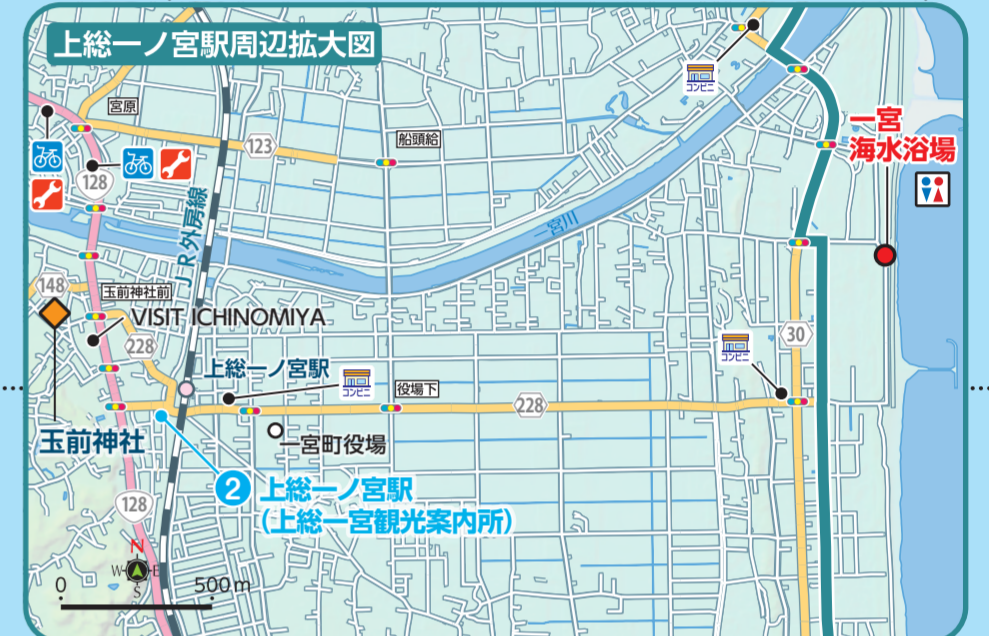 上総一ノ宮駅周辺拡大図
コンビニ
宮原
123
船頭給
一宮
海水浴場
128
JR外房線
一宮川
148
玉前神社前
VISIT ICHINOMIYA
228
30
コンビニ
上総一ノ宮駅
コンビニ
役場下
228
玉前神社
一宮町役場
2 上総一ノ宮駅
(上総一宮観光案内所)
128
N
W E
S
0 500m